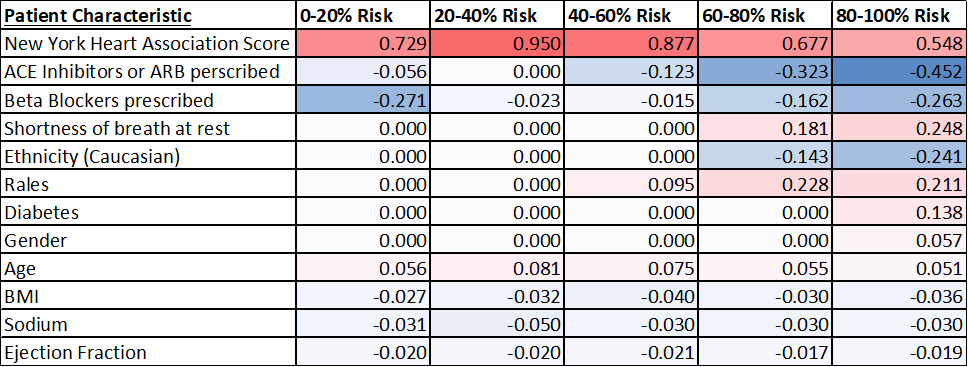 Patient Characteristic 0-20% Risk 20-40% Risk 40-60% Risk 60-80% Risk 80-100% Risk
New York Heart Association Score 0.729 0.950 0.877 0.677 0.548
ACE Inhibitors or ARB perscribed -0.056 0.000 -0.123 -0.323 -0.452
Beta Blockers prescribed -0.271 -0.023 -0.015 -0.162 -0.263
Shortness of breath at rest 0.000 0.000 0.000 0.181 0.248
Ethnicity (Caucasian) 0.000 0.000 0.000 -0.143 -0.241
Rales 0.000 0.000 0.095 0.228 0.211
Diabetes 0.000 0.000 0.000 0.000 0.138
Gender 0.000 0.000 0.000 0.000 0.057
Age 0.056 0.081 0.075 0.055 0.051
BMI -0.027 -0.032 -0.040 -0.030 -0.036
Sodium -0.031 -0.050 -0.030 -0.030 -0.030
Ejection Fraction -0.020 -0.020 -0.021 -0.017 -0.019